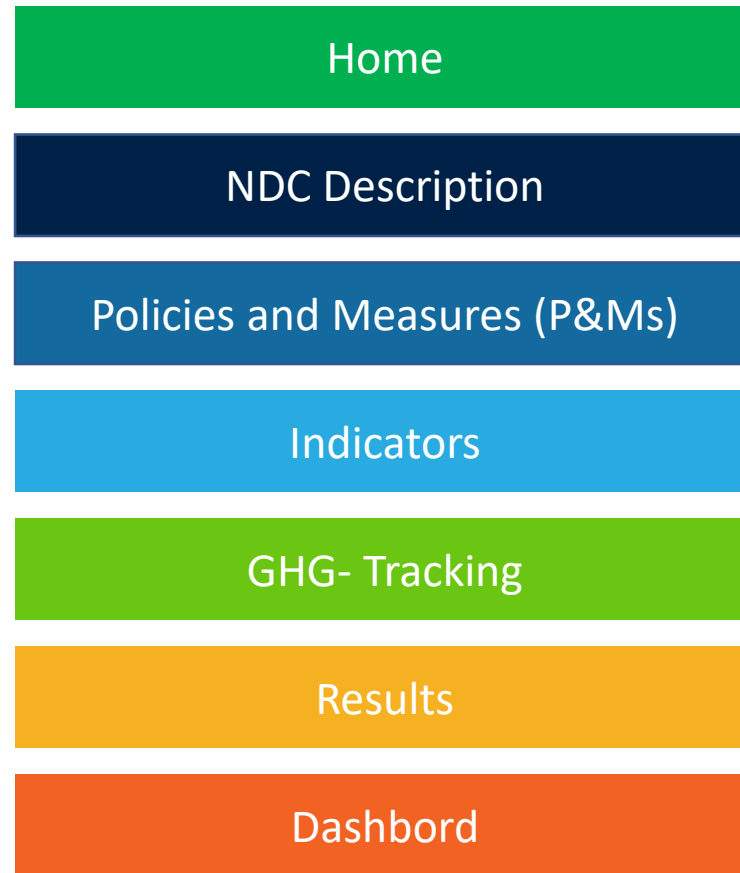 Home
NDC Description
Policies and Measures (P&Ms)
Indicators
GHG- Tracking
Results
Dashbord